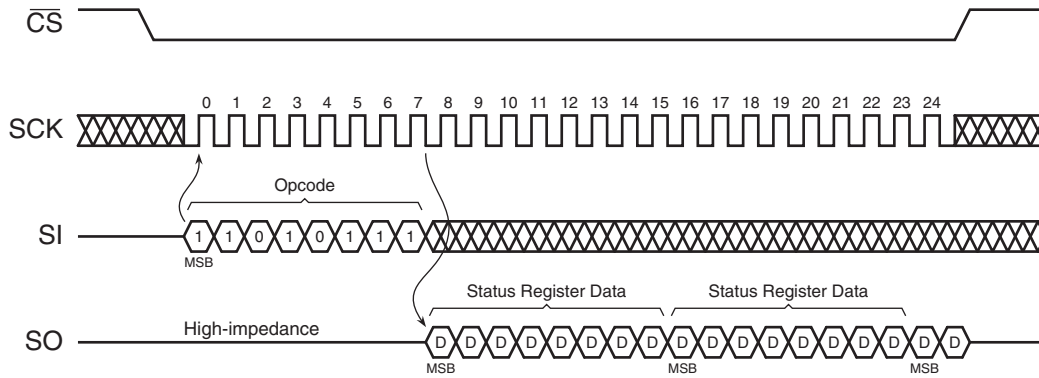 CS
0 1 2 3 4 5 6 7 8 9 10 11 12 13 14 15 16 17 18 19 20 21 22 23 24
SCK
Opcode
SI 1 1 0 1 0 1 1 1
MSB
Status Register Data Status Register Data
High-impedance
SO D D D D D D D D D D D D D D D D D D
MSB MSB MSB